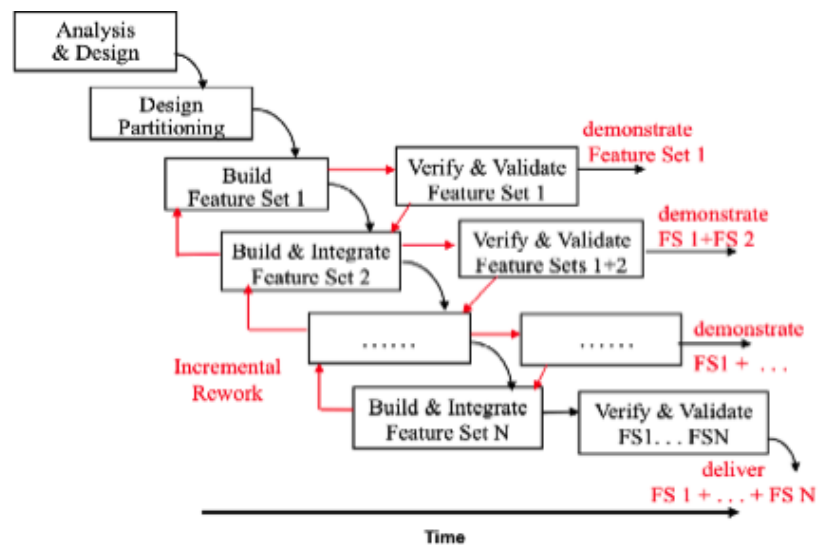 Analysis
& Design
Design
Partitioning
demonstrate
Feature Set 1
Build
Feature Set 1
Verify & Validate
Feature Set 1
demonstrate
FS 1+FS 2
Build & Integrate
Feature Set 2
Verify & Validate
Feature Sets 1+2
......
......
demonstrate
FS1 + . . .
Incremental
Rework
Build & Integrate
Feature Set N
Verify & Validate
FS1. . . FSN
deliver
FS 1 + . . . + FS N
Time